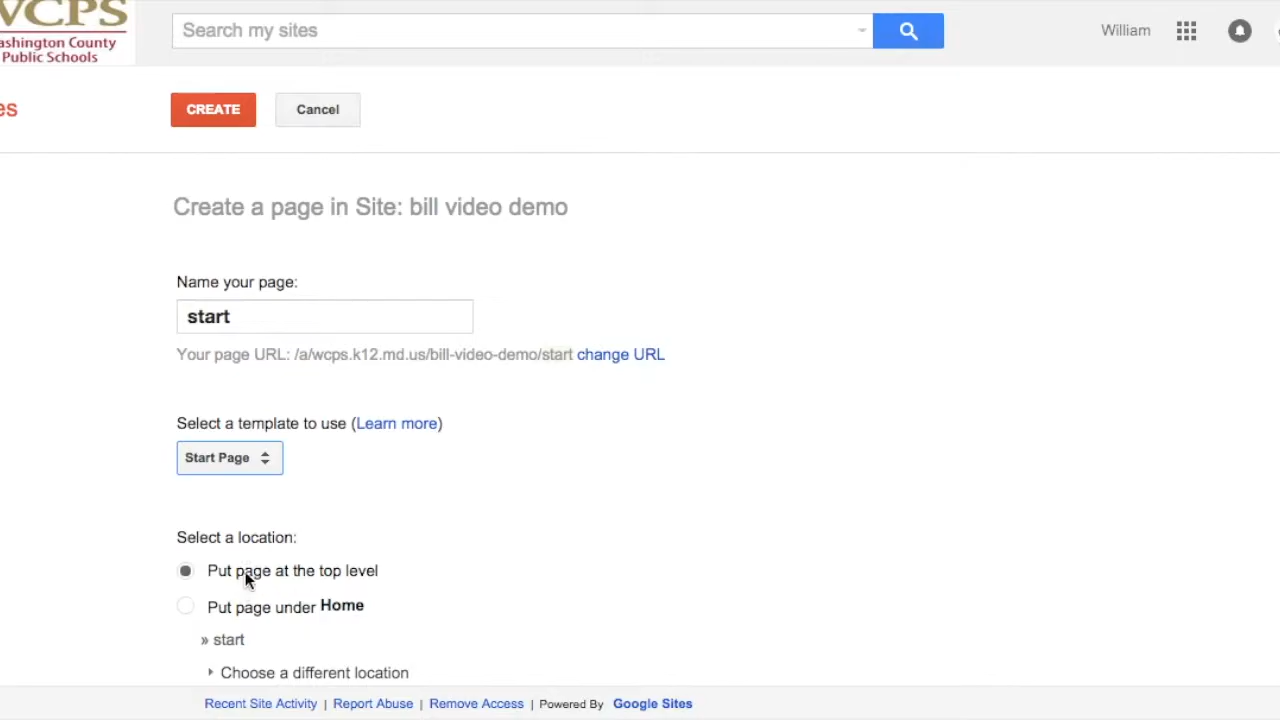 WCPS
ashington County
Public Schools
Search my sites
William
es
CREATE
Cancel
Create a page in Site: bill video demo
Name your page:
start
Your page URL: /a/wcps.k12.md.us/bill-video-demo/start change URL
Select a template to use (Learn more)
Start Page
Select a location:
Put page at the top level
Put page under Home
» start
Choose a different location
Recent Site Activity | Report Abuse | Remove Access | Powered By Google Sites